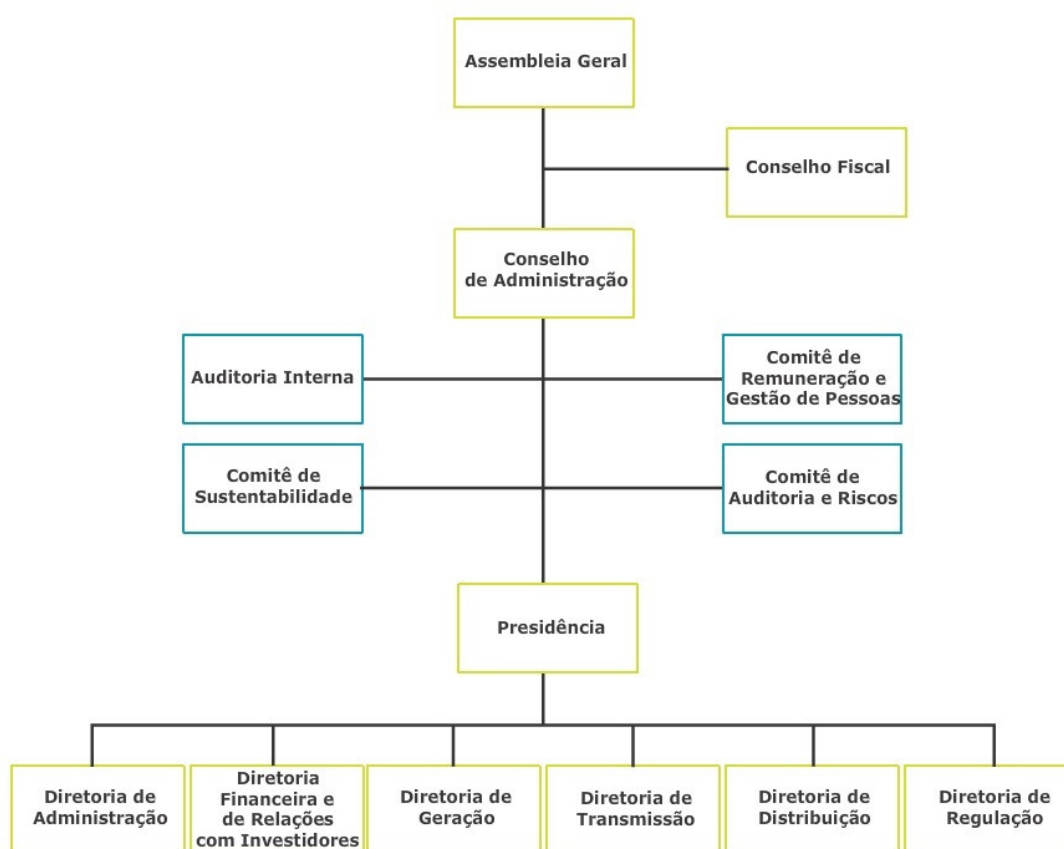 Assembleia Geral
Conselho Fiscal
Conselho
de Administração
Auditoria Interna
Comitê de
Remuneração e
Gestão de Pessoas
Comitê de
Sustentabilidade
Comitê de
Auditoria e Riscos
Presidência
Diretoria de
Administração
Diretoria
Financeira e
de Relações
com Investidores
Diretoria de
Geração
Diretoria de
Transmissão
Diretoria de
Distribuição
Diretoria de
Regulação